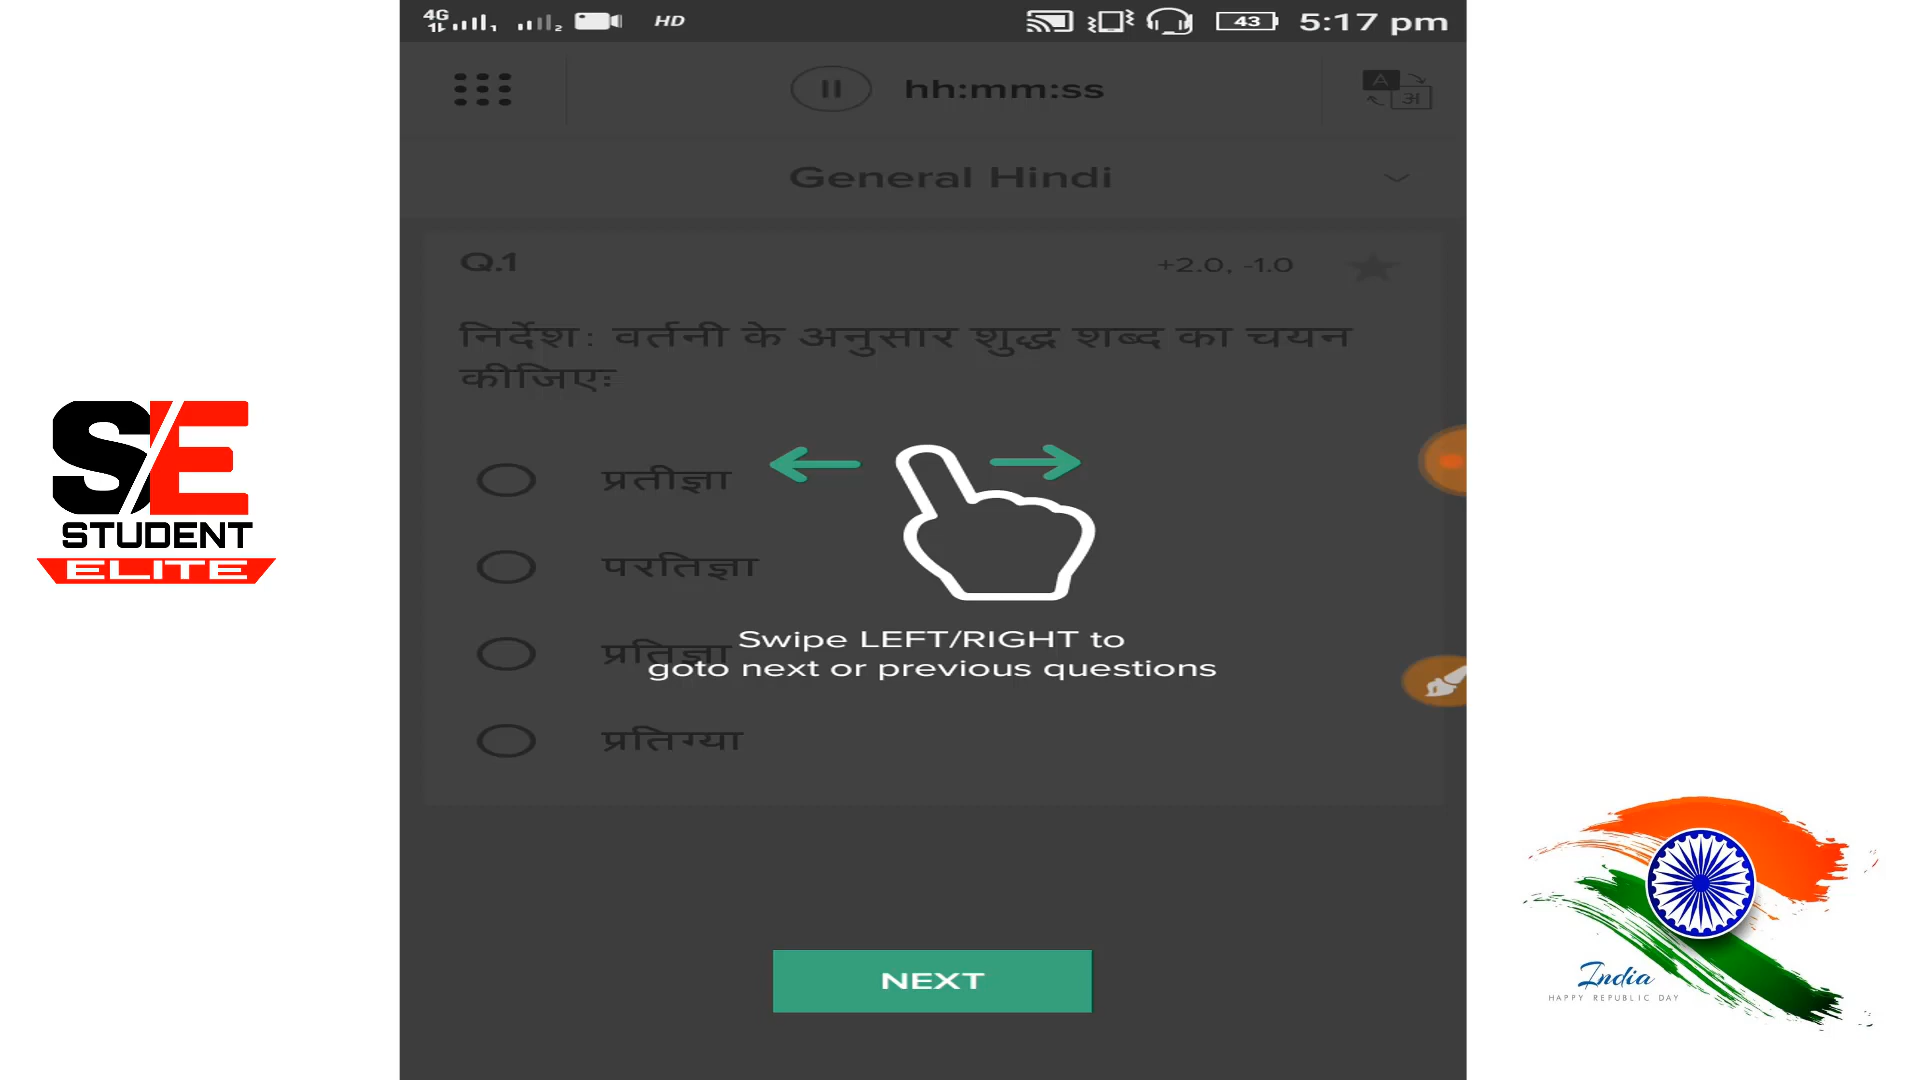 4G 1 2 HD 43 5:17 pm
hh:mm:ss
A अ
General Hindi
Q.1 +2.0, -1.0
निर्देश: वर्तनी के अनुसार शुद्ध शब्द का चयन
कीजिएः
प्रतीज्ञा
परतिज्ञा
प्रतिज्ञा
Swipe LEFT/RIGHT to
goto next or previous questions
प्रतिग्या
NEXT
SE
STUDENT
ELITE
India
HAPPY REPUBLIC DAY